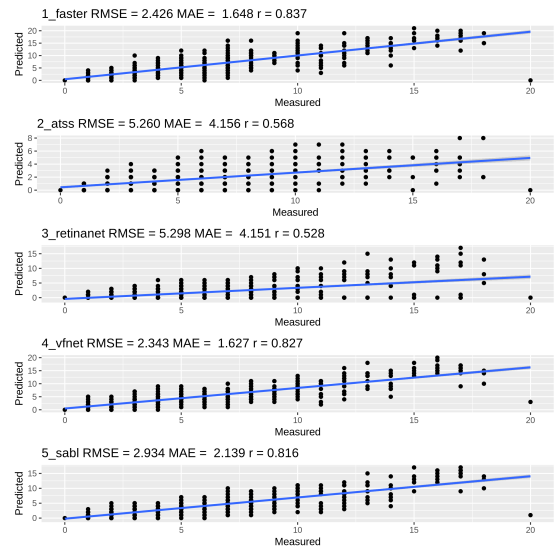 1_faster RMSE = 2.426 MAE =  1.648 r = 0.837
Predicted
20
15
10
5
0
0 5 10 15 20
Measured
2_atss RMSE = 5.260 MAE =  4.156 r = 0.568
Predicted
8
6
4
2
0
0 5 10 15 20
Measured
3_retinanet RMSE = 5.298 MAE =  4.151 r = 0.528
Predicted
15
10
5
0
0 5 10 15 20
Measured
4_vfnet RMSE = 2.343 MAE =  1.627 r = 0.827
Predicted
20
15
10
5
0
0 5 10 15 20
Measured
5_sabl RMSE = 2.934 MAE =  2.139 r = 0.816
Predicted
15
10
5
0
0 5 10 15 20
Measured